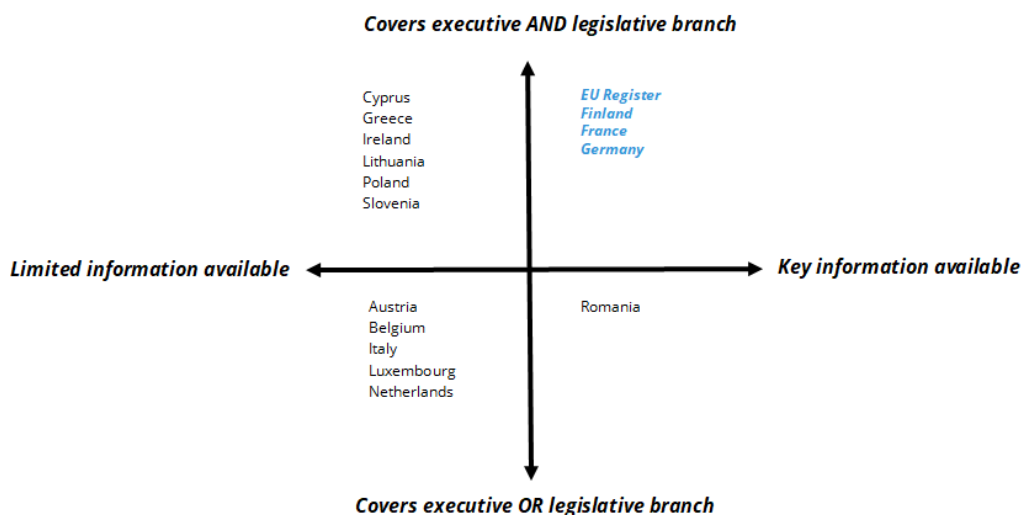 Covers executive AND legislative branch
Cyprus
Greece
Ireland
Lithuania
Poland
Slovenia
EU Register
Finland
France
Germany
Limited information available
Key information available
Austria
Belgium
Italy
Luxembourg
Netherlands
Romania
Covers executive OR legislative branch